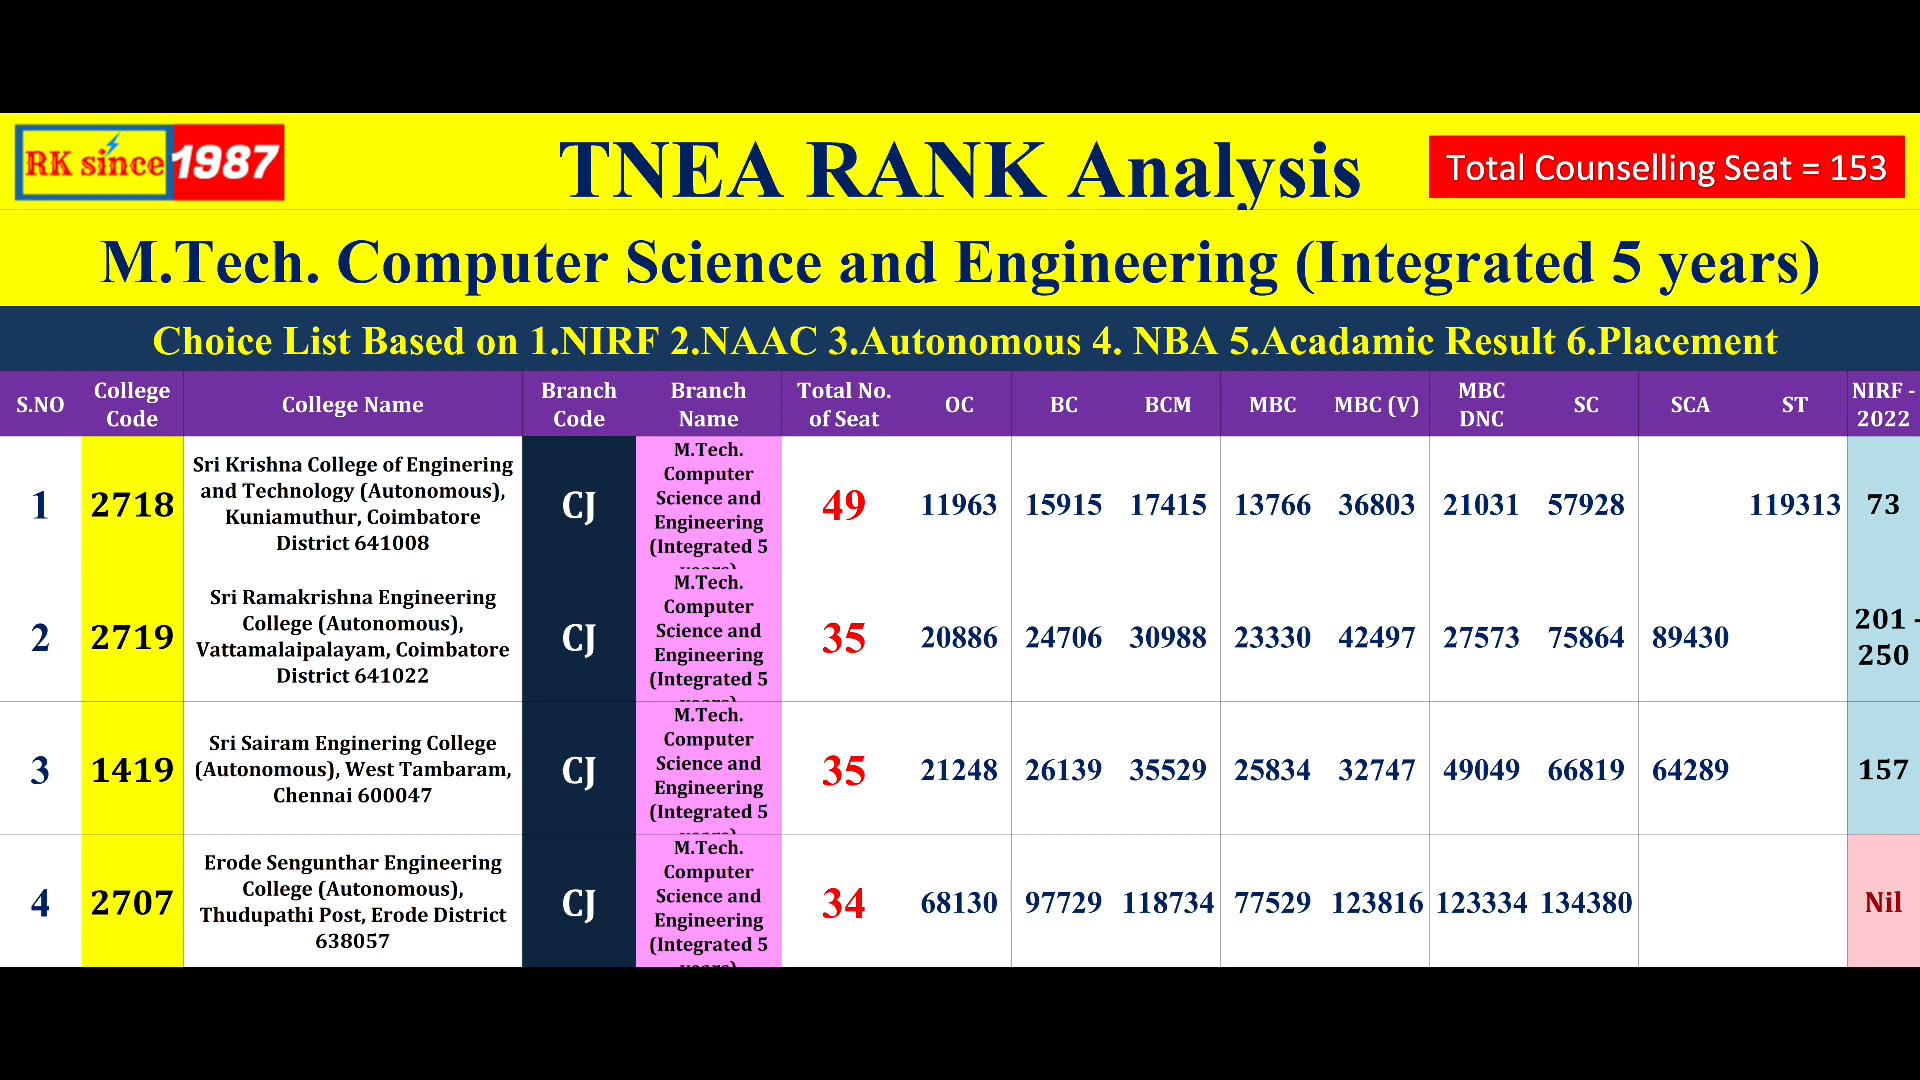 RK since 1987
TNEA RANK Analysis
Total Counselling Seat = 153
M.Tech. Computer Science and Engineering (Integrated 5 years)
Choice List Based on 1.NIRF 2.NAAC 3.Autonomous 4. NBA 5.Acadamic Result 6.Placement
S.NO
College
Code
College Name
Branch
Code
Branch
Name
Total No.
of Seat
OC
BC
BCM
MBC
MBC (V)
MBC
DNC
SC
SCA
ST
NIRF -
2022
1
2718
Sri Krishna College of Enginering
and Technology (Autonomous),
Kuniamuthur, Coimbatore
District 641008
CJ
M.Tech.
Computer
Science and
Engineering
(Integrated 5
years)
49
11963
15915
17415
13766
36803
21031
57928
119313
73
2
2719
Sri Ramakrishna Engineering
College (Autonomous),
Vattamalaipalayam, Coimbatore
District 641022
CJ
M.Tech.
Computer
Science and
Engineering
(Integrated 5
years)
35
20886
24706
30988
23330
42497
27573
75864
89430
201 -
250
3
1419
Sri Sairam Enginering College
(Autonomous), West Tambaram,
Chennai 600047
CJ
M.Tech.
Computer
Science and
Engineering
(Integrated 5
years)
35
21248
26139
35529
25834
32747
49049
66819
64289
157
4
2707
Erode Sengunthar Engineering
College (Autonomous),
Thudupathi Post, Erode District
638057
CJ
M.Tech.
Computer
Science and
Engineering
(Integrated 5
years)
34
68130
97729
118734
77529
123816
123334
134380
Nil